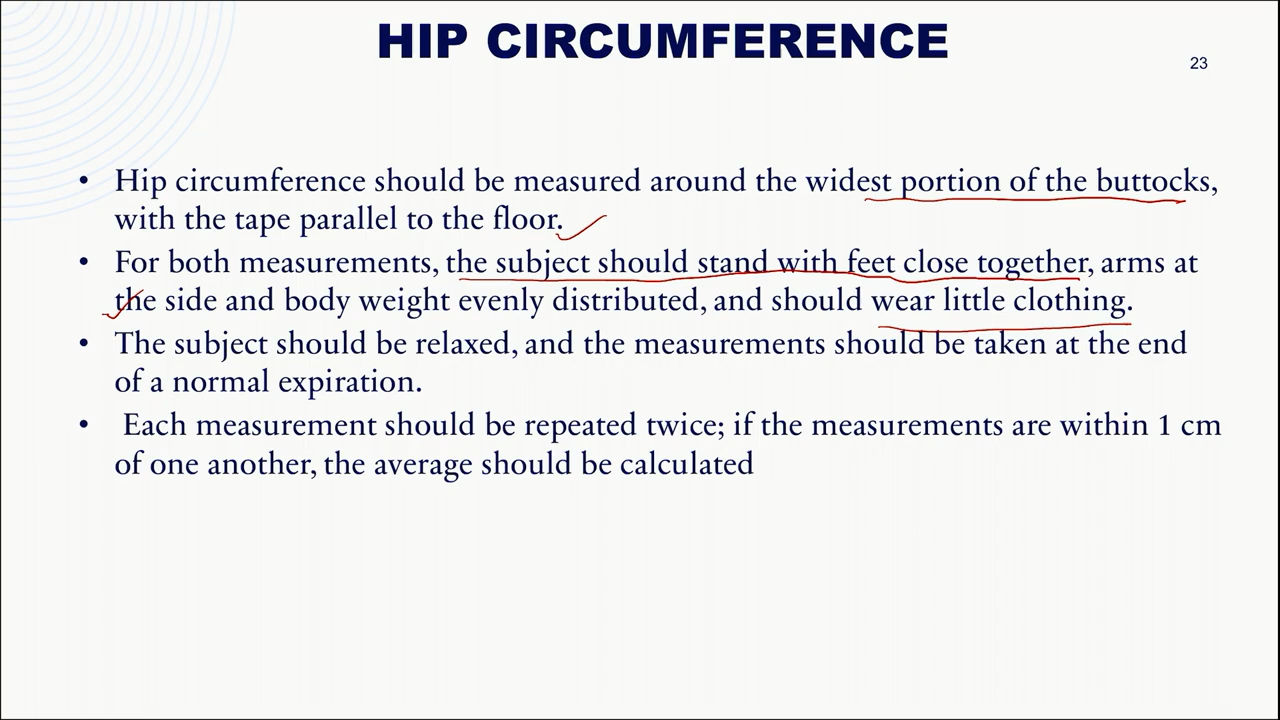 HIP CIRCUMFERENCE
23
• Hip circumference should be measured around the widest portion of the buttocks,
with the tape parallel to the floor.
• For both measurements, the subject should stand with feet close together, arms at
the side and body weight evenly distributed, and should wear little clothing.
• The subject should be relaxed, and the measurements should be taken at the end
of a normal expiration.
• Each measurement should be repeated twice; if the measurements are within 1 cm
of one another, the average should be calculated